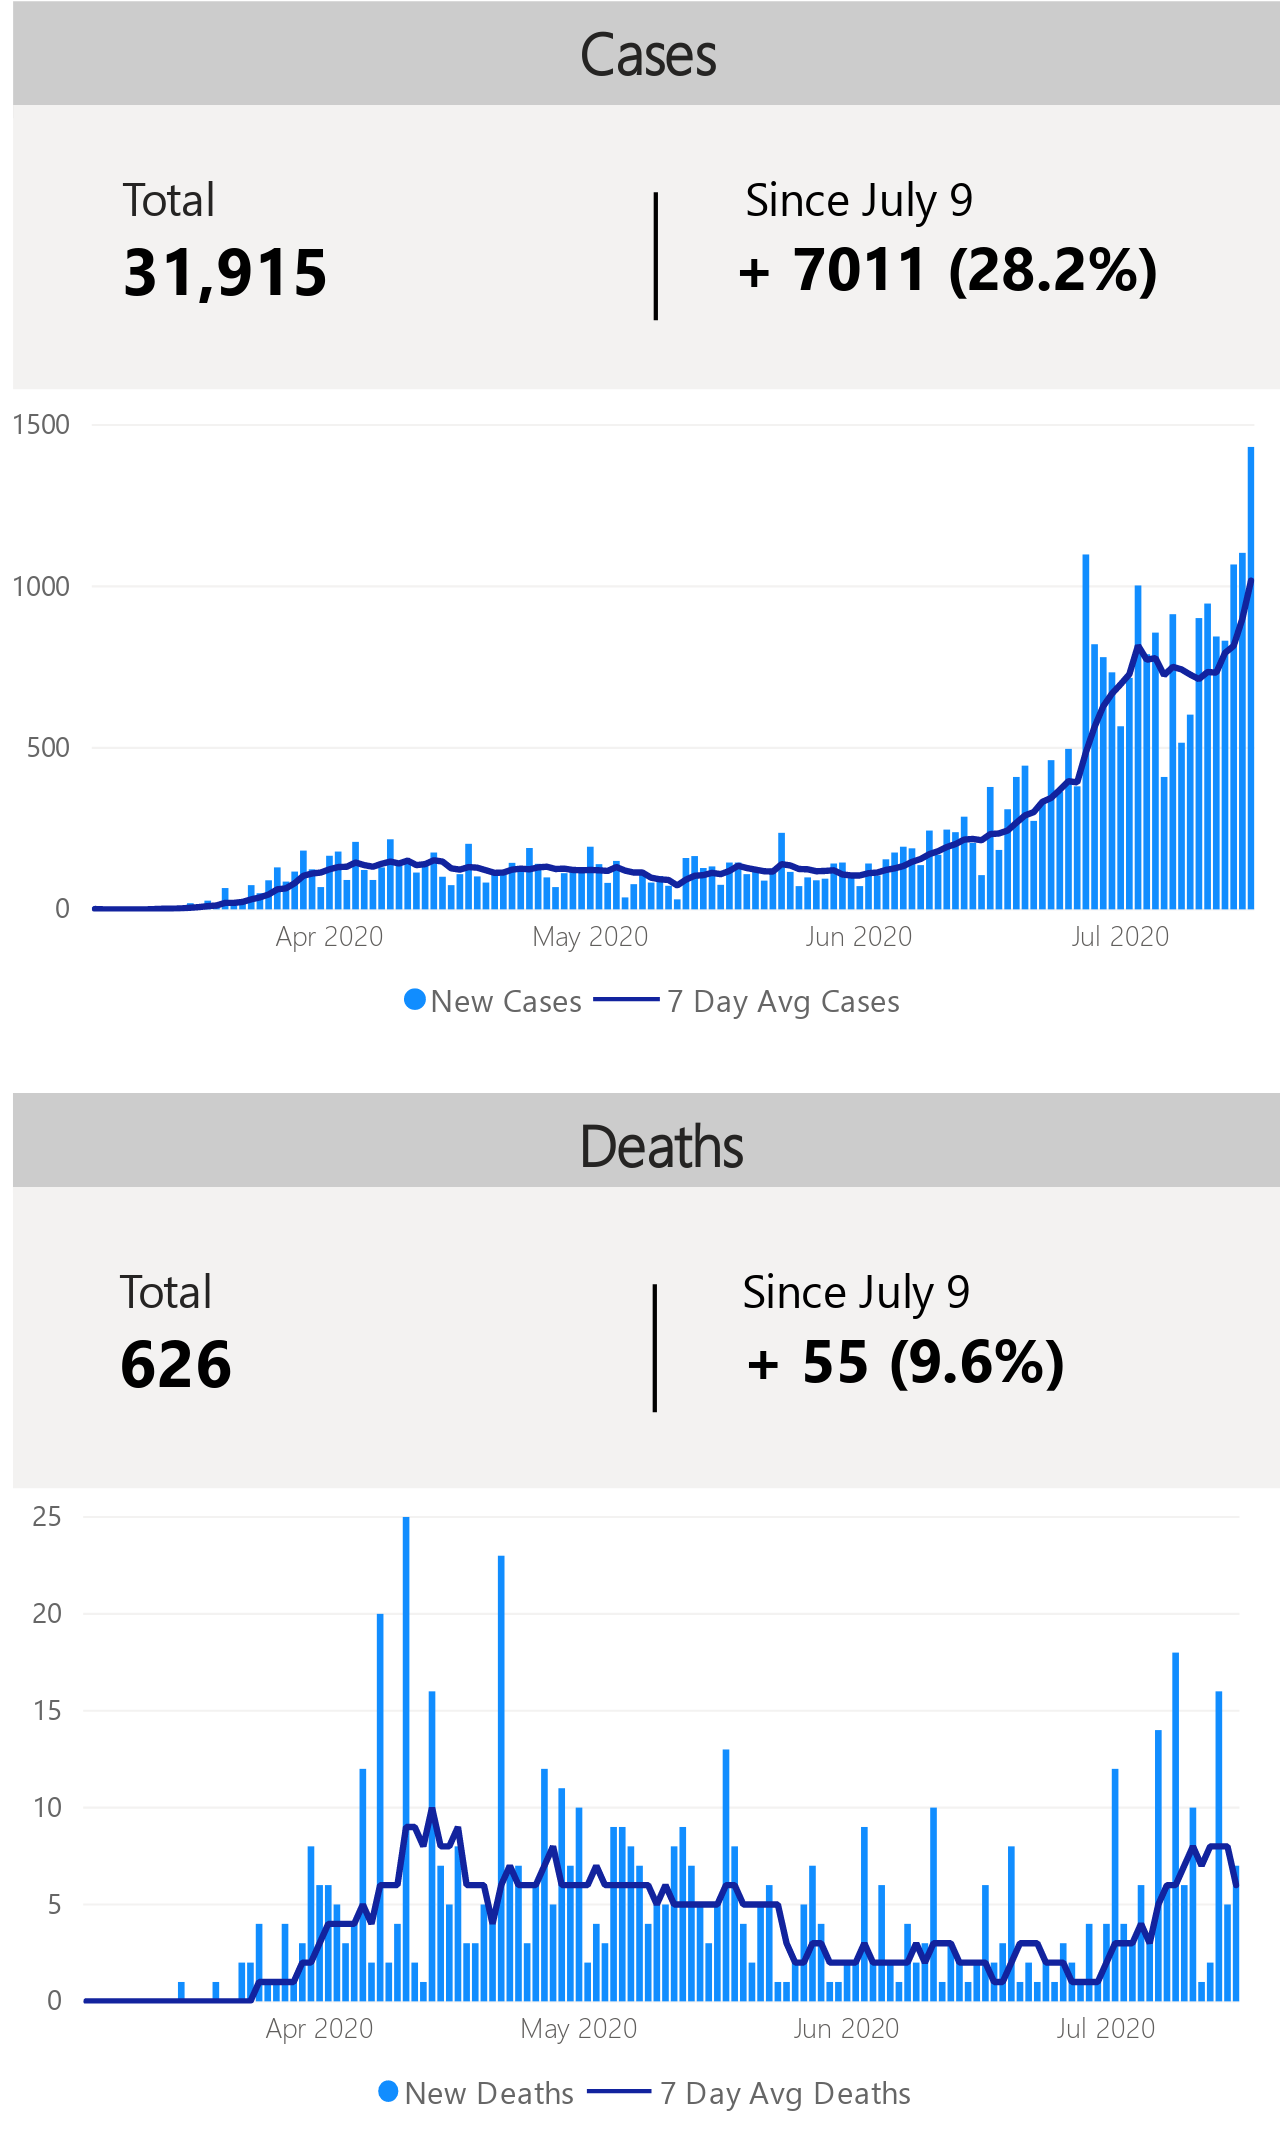 Cases
Total
Since July 9
31,915
+ 7011 (28.2%)
1500
1000
500
0
Apr 2020
May 2020
Jun 2020
Jul 2020
New Cases
7 Day Avg Cases
Deaths
Total
Since July 9
626
+ 55 (9.6%)
25
20
15
10
5
0
Apr 2020
May 2020
Jun 2020
Jul 2020
New Deaths
7 Day Avg Deaths